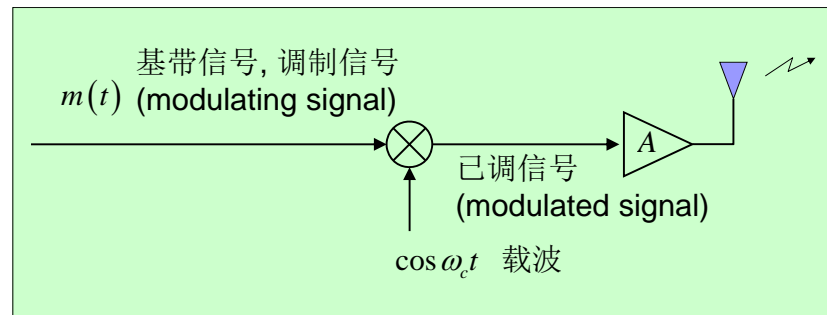 基带信号, 调制信号
m(t) (modulating signal)
A
已调信号
(modulated signal)
cos ω_c t 载波